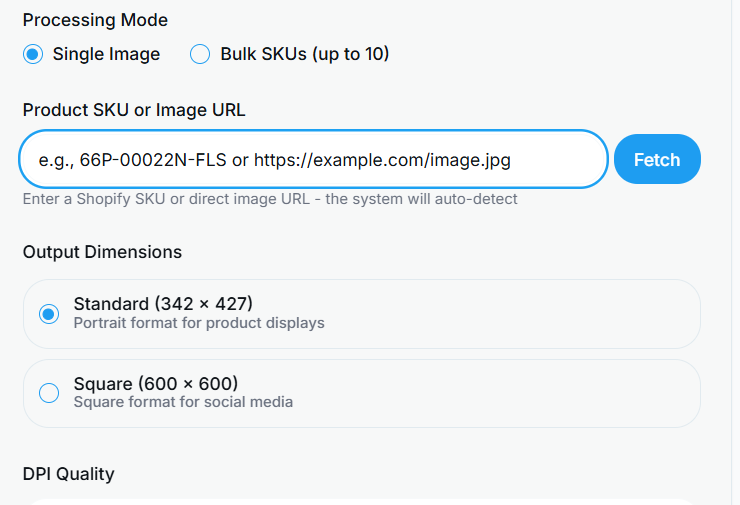 Processing Mode
Single Image
Bulk SKUs (up to 10)
Product SKU or Image URL
e.g., 66P-00022N-FLS or https://example.com/image.jpg
Fetch
Enter a Shopify SKU or direct image URL - the system will auto-detect
Output Dimensions
Standard (342 × 427)
Portrait format for product displays
Square (600 × 600)
Square format for social media
DPI Quality